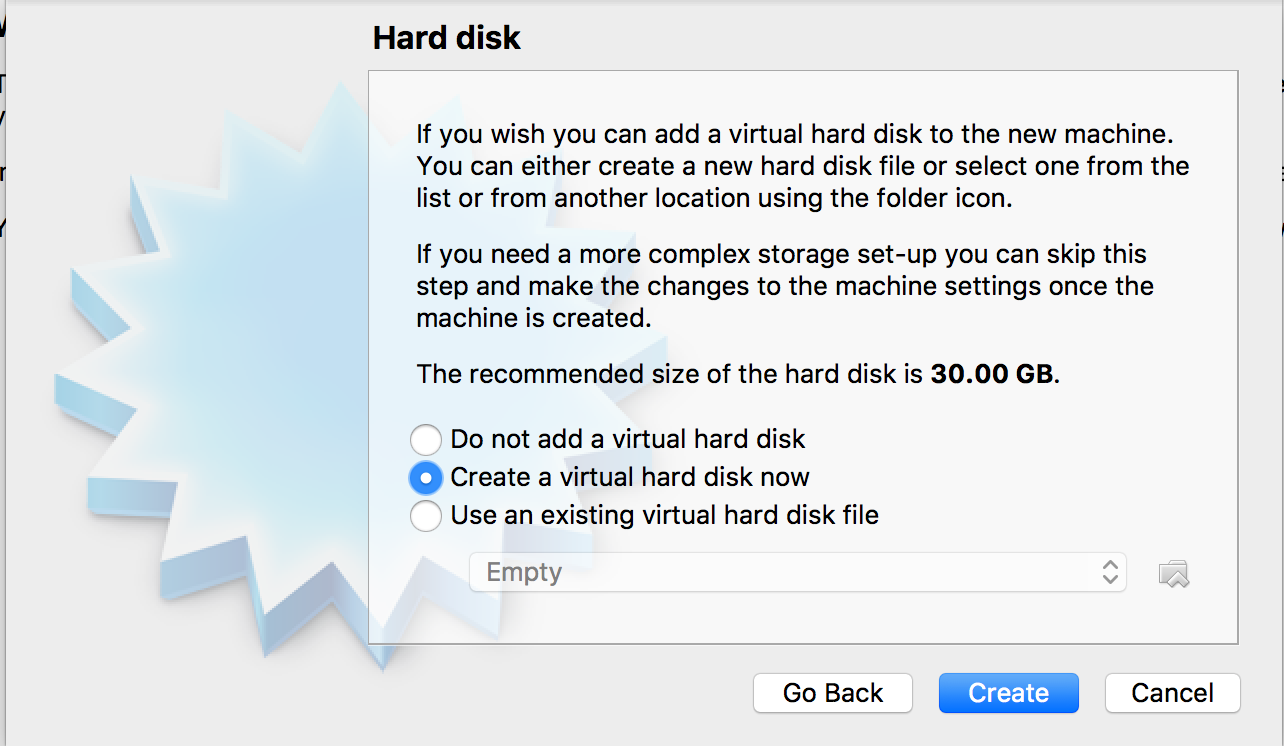 Hard disk
If you wish you can add a virtual hard disk to the new machine.
You can either create a new hard disk file or select one from the
list or from another location using the folder icon.
If you need a more complex storage set-up you can skip this
step and make the changes to the machine settings once the
machine is created.
The recommended size of the hard disk is 30.00 GB.
Do not add a virtual hard disk
Create a virtual hard disk now
Use an existing virtual hard disk file
Empty
Go Back
Create
Cancel